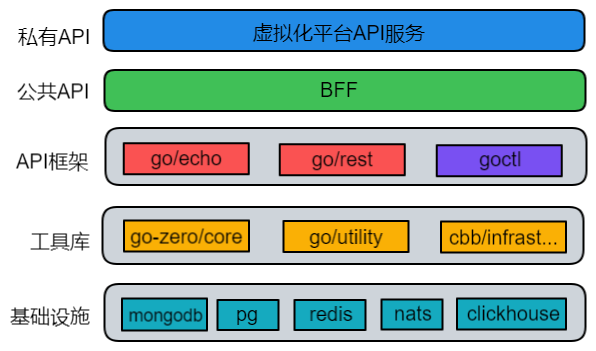 私有API 虚拟化平台API服务
公共API BFF
API框架 go/echo go/rest goctl
工具库 go-zero/core go/utility cbb/infrast...
基础设施 mongodb pg redis nats clickhouse